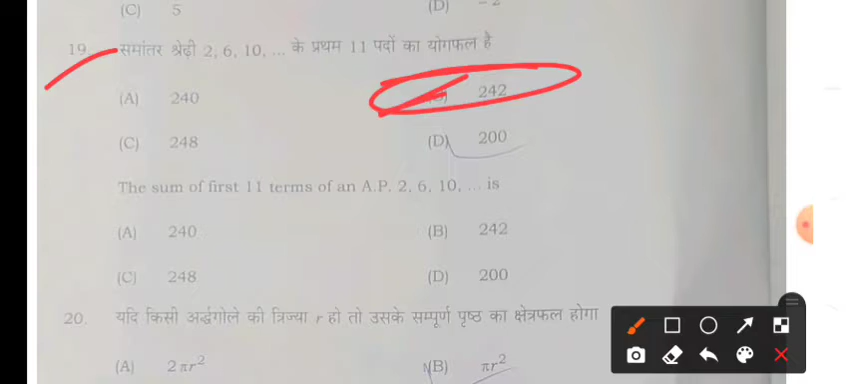 (C) 5 (D) – 2
19. समांतर श्रेढ़ी 2, 6, 10, ... के प्रथम 11 पदों का योगफल है
(A) 240 (B) 242
(C) 248 (D) 200
The sum of first 11 terms of an A.P. 2, 6, 10, ... is
(A) 240 (B) 242
(C) 248 (D) 200
20. यदि किसी अर्द्धगोले की त्रिज्या r हो तो उसके सम्पूर्ण पृष्ठ का क्षेत्रफल होगा
(A) 2πr² (B) πr²